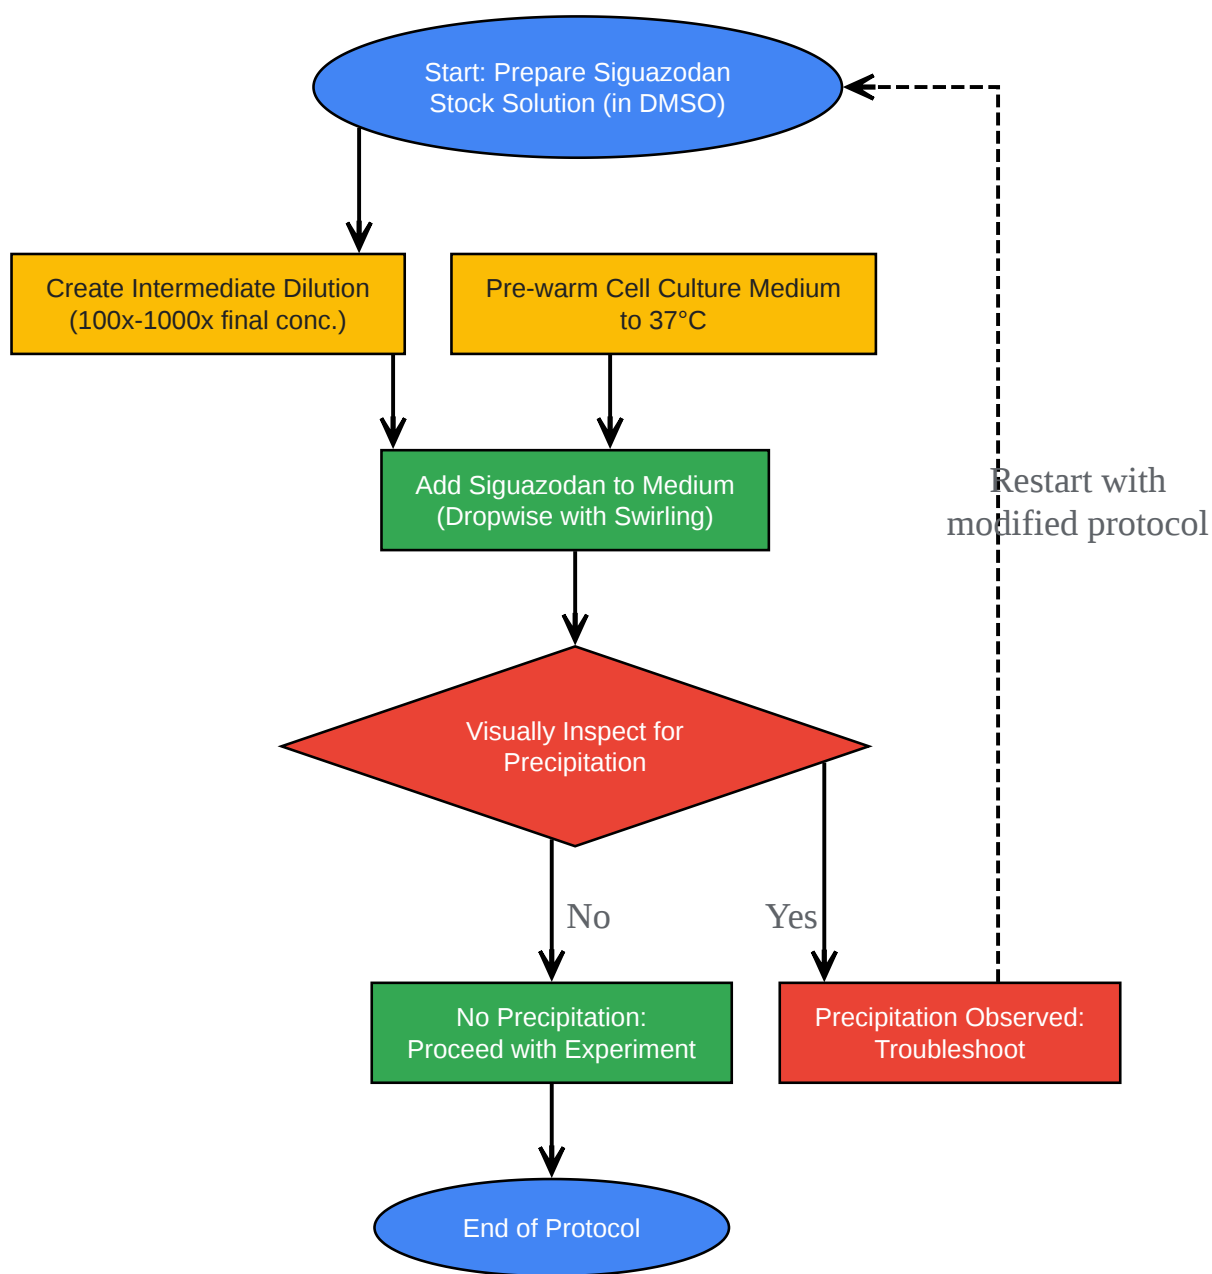 Start: Prepare Siguazodan
Stock Solution (in DMSO)
Create Intermediate Dilution
(100x-1000x final conc.)
Pre-warm Cell Culture Medium
to 37°C
Add Siguazodan to Medium
(Dropwise with Swirling)
Restart with
modified protocol
Visually Inspect for
Precipitation
No
Yes
No Precipitation:
Proceed with Experiment
Precipitation Observed:
Troubleshoot
End of Protocol